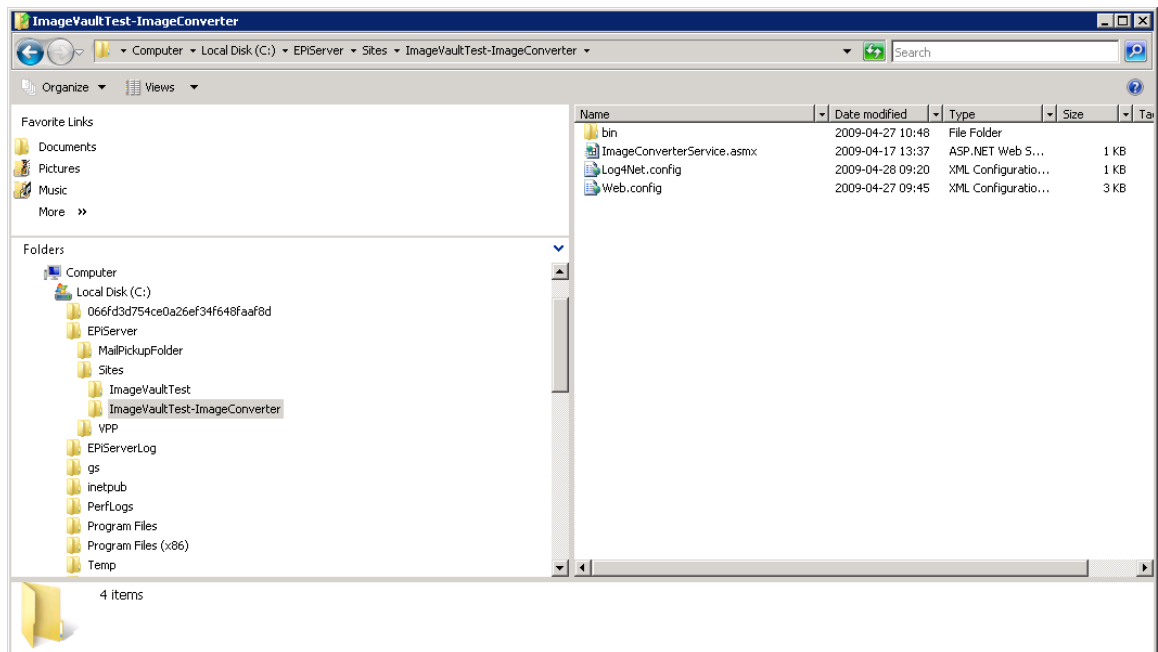 ImageVaultTest-ImageConverter
Computer Local Disk (C:) EPiServer Sites ImageVaultTest-ImageConverter Search
Organize Views
Favorite Links
Documents
Pictures
Music
More »
Folders
Computer
Local Disk (C:)
066fd3d754ce0a26ef34f648faaf8d
EPiServer
MailPickupFolder
Sites
ImageVaultTest
ImageVaultTest-ImageConverter
VPP
EPiServerLog
gs
inetpub
PerfLogs
Program Files
Program Files (x86)
Temp
Name Date modified Type Size Ta
bin 2009-04-27 10:48 File Folder
ImageConverterService.asmx 2009-04-17 13:37 ASP.NET Web S... 1 KB
Log4Net.config 2009-04-28 09:20 XML Configuratio... 1 KB
Web.config 2009-04-27 09:45 XML Configuratio... 3 KB
4 items